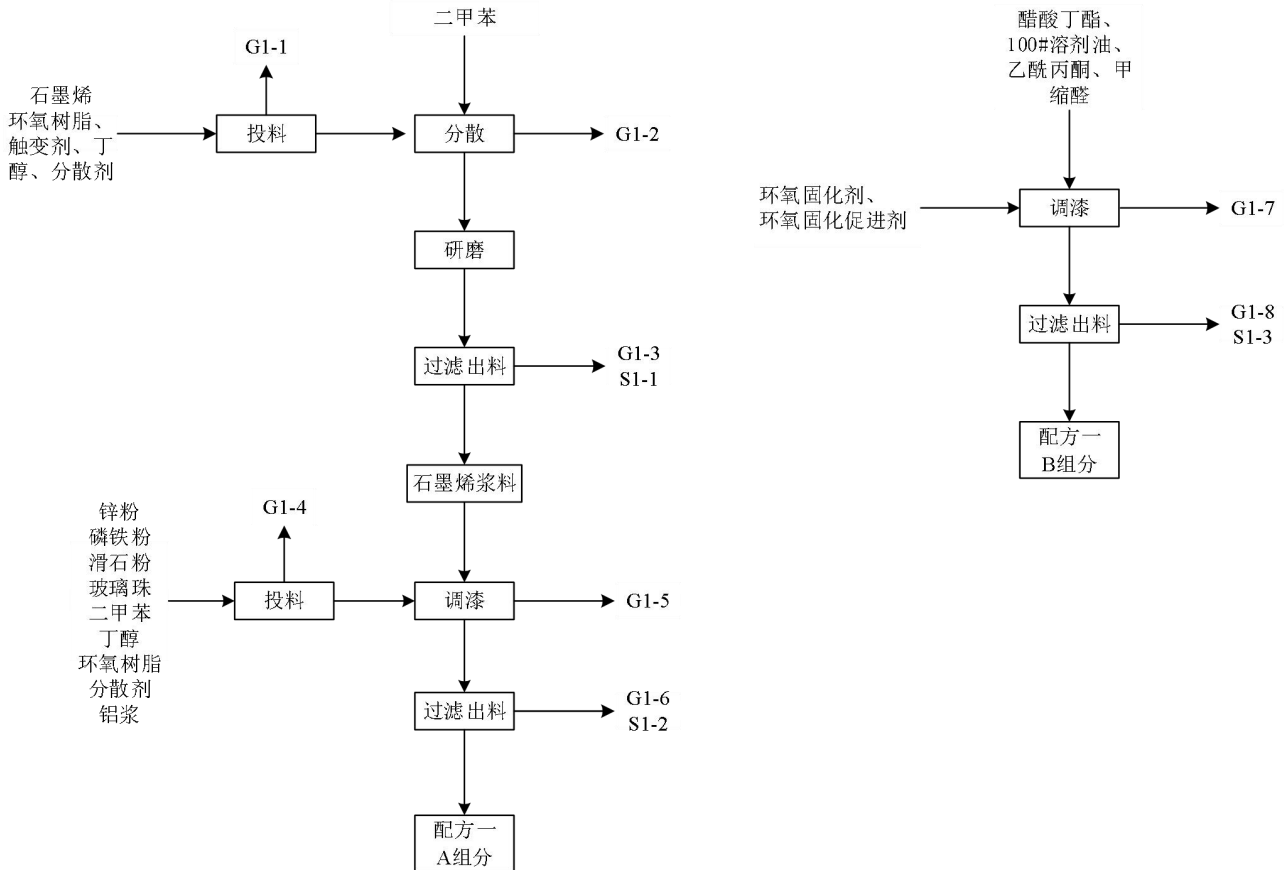 二甲苯
G1-1
石墨烯
环氧树脂、
触变剂、丁
醇、分散剂
投料
分散
G1-2
研磨
过滤出料
G1-3
S1-1
石墨烯浆料
锌粉
磷铁粉
滑石粉
玻璃珠
二甲苯
丁醇
环氧树脂
分散剂
铝浆
G1-4
投料
调漆
G1-5
过滤出料
G1-6
S1-2
配方一
A组分
醋酸丁酯、
100#溶剂油、
乙酰丙酮、甲
缩醛
环氧固化剂、
环氧固化促进剂
调漆
G1-7
过滤出料
G1-8
S1-3
配方一
B组分